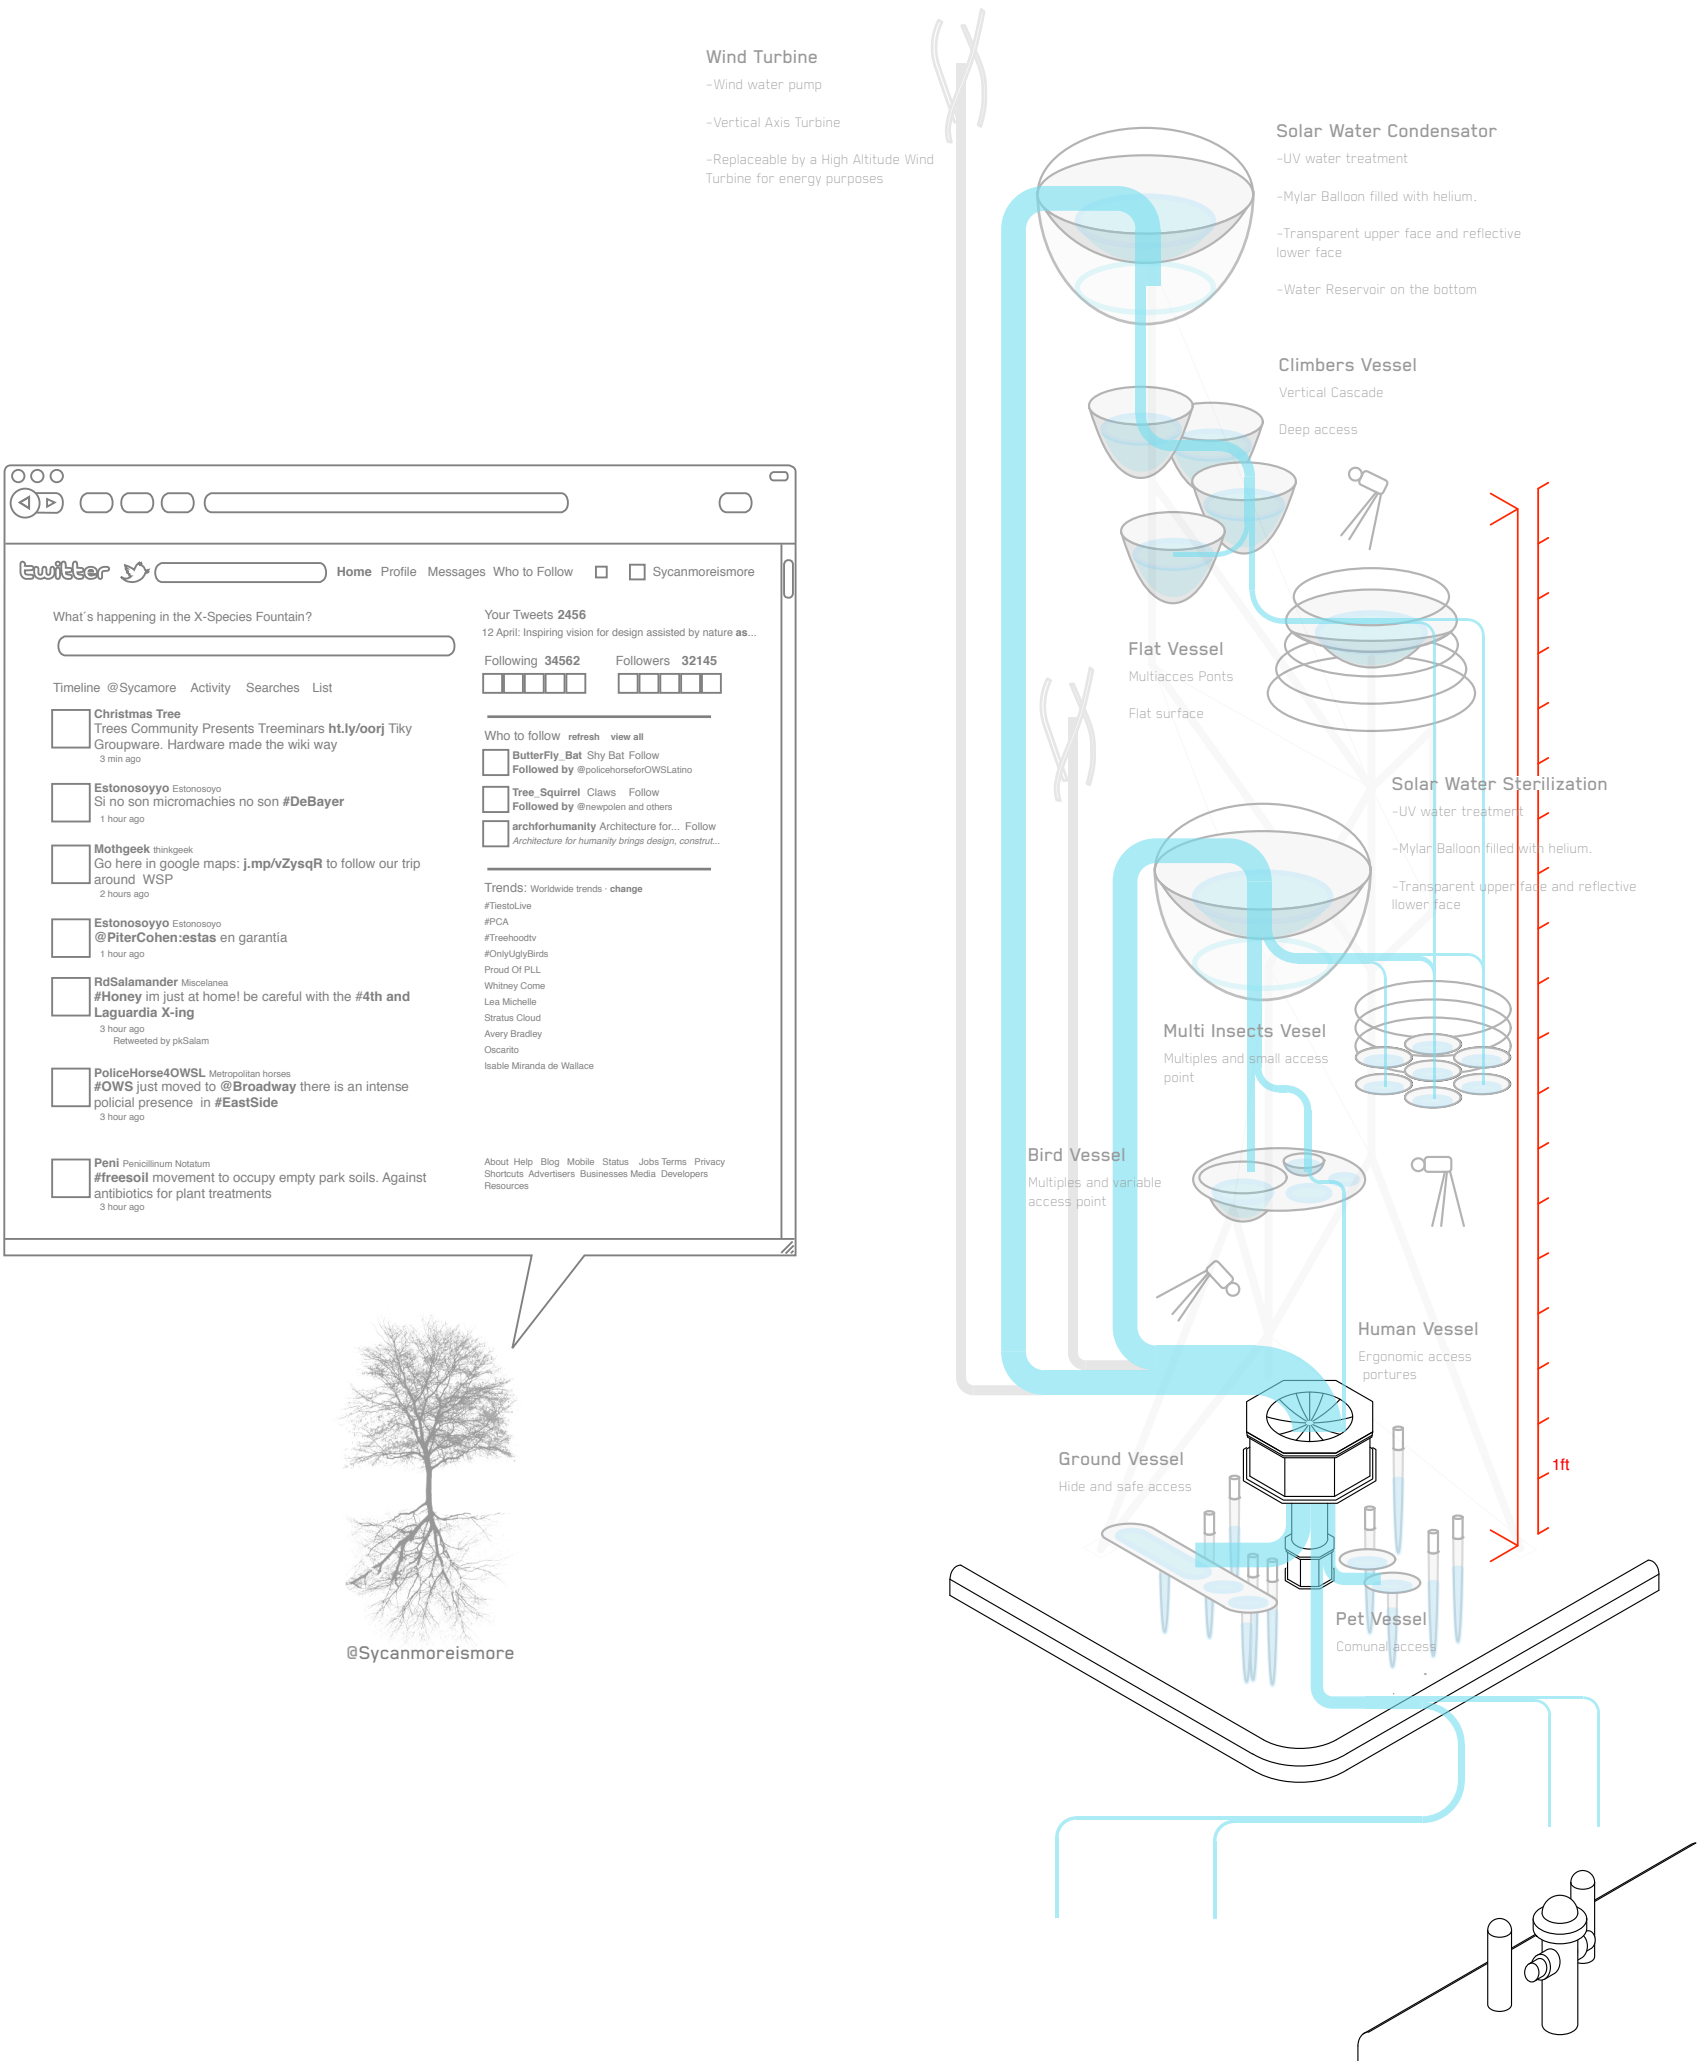 Wind Turbine
-Wind water pump
-Vertical Axis Turbine
-Replaceable by a High Altitude Wind
Turbine for energy purposes
Solar Water Condensator
-UV water treatment
-Mylar Balloon filled with helium.
-Transparent upper face and reflective
lower face
-Water Reservoir on the bottom
Climbers Vessel
Vertical Cascade
Deep access
twitter
Home Profile Messages Who to Follow Sycanmoreismore
What´s happening in the X-Species Fountain?
Timeline @Sycamore Activity Searches List
Christmas Tree
Trees Community Presents Treeminars ht.ly/oorj Tiky
Groupware. Hardware made the wiki way
3 min ago
Estonosoyyo Estonosoyo
Si no son micromachies no son #DeBayer
1 hour ago
Mothgeek thinkgeek
Go here in google maps: j.mp/vZysqR to follow our trip
around WSP
2 hours ago
Estonosoyyo Estonosoyo
@PiterCohen:estas en garantía
1 hour ago
RdSalamander Miscelanea
#Honey im just at home! be careful with the #4th and
Laguardia X-ing
3 hour ago
Retweeted by pkSalam
PoliceHorse4OWSL Metropolitan horses
#OWS just moved to @Broadway there is an intense
policial presence in #EastSide
3 hour ago
Peni Penicillinum Notatum
#freesoil movement to occupy empty park soils. Against
antibiotics for plant treatments
3 hour ago
Your Tweets 2456
12 April: Inspiring vision for design assisted by nature as...
Following 34562 Followers 32145
Who to follow refresh view all
ButterFly_Bat Shy Bat Follow
Followed by @policehorseforOWSLatino
Tree_Squirrel Claws Follow
Followed by @newpolen and others
archforhumanity Architecture for... Follow
Architecture for humanity brings design, construt...
Trends: Worldwide trends · change
#TiestoLive
#PCA
#Treehoodtv
#OnlyUglyBirds
Proud Of PLL
Whitney Come
Lea Michelle
Stratus Cloud
Avery Bradley
Oscarito
Isable Miranda de Wallace
About Help Blog Mobile Status Jobs Terms Privacy
Shortcuts Advertisers Businesses Media Developers
Resources
@Sycanmoreismore
Flat Vessel
Multiacces Ponts
Flat surface
Solar Water Sterilization
-UV water treatment
-Mylar Balloon filled with helium.
-Transparent upper face and reflective
llower face
Multi Insects Vesel
Multiples and small access
point
Bird Vessel
Multiples and variable
access point
Human Vessel
Ergonomic access
portures
Ground Vessel
Hide and safe access
1ft
Pet Vessel
Comunal access